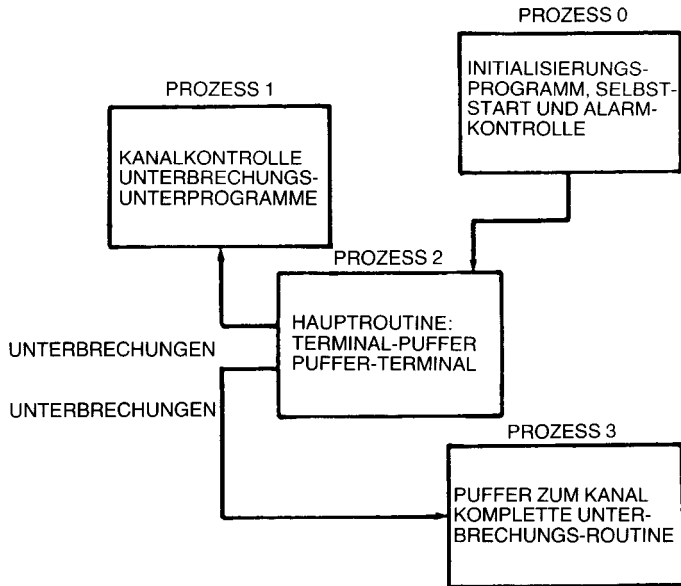 PROZESS 0
INITIALISIERUNGS-
PROGRAMM, SELBST-
START UND ALARM-
KONTROLLE
PROZESS 1
KANALKONTROLLE
UNTERBRECHUNGS-
UNTERPROGRAMME
PROZESS 2
HAUPTROUTINE:
TERMINAL-PUFFER
PUFFER-TERMINAL
UNTERBRECHUNGEN
UNTERBRECHUNGEN
PROZESS 3
PUFFER ZUM KANAL
KOMPLETTE UNTER-
BRECHUNGS-ROUTINE